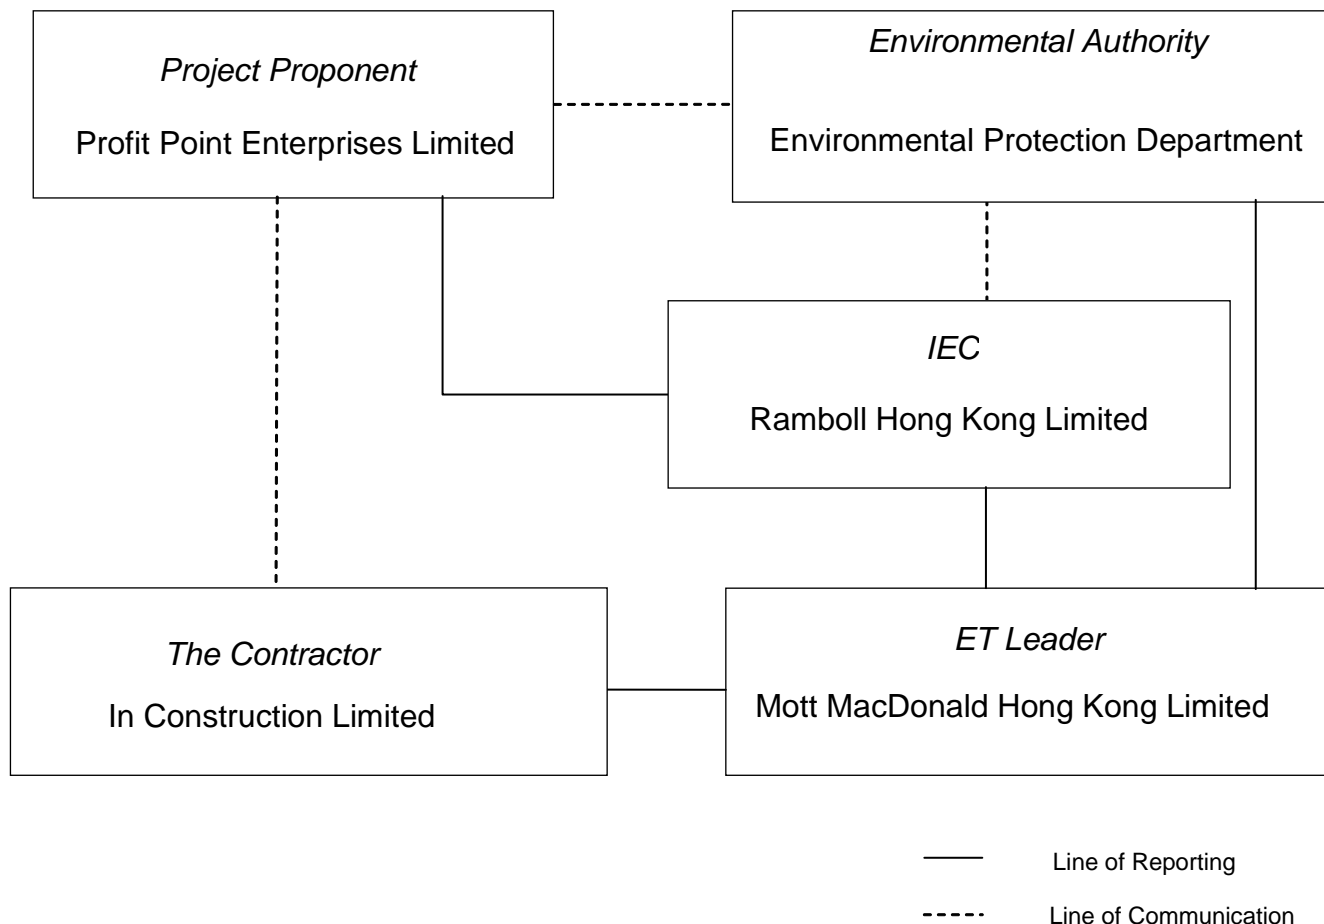 Project Proponent
Profit Point Enterprises Limited
Environmental Authority
Environmental Protection Department
IEC
Ramboll Hong Kong Limited
The Contractor
In Construction Limited
ET Leader
Mott MacDonald Hong Kong Limited
Line of Reporting
Line of Communication